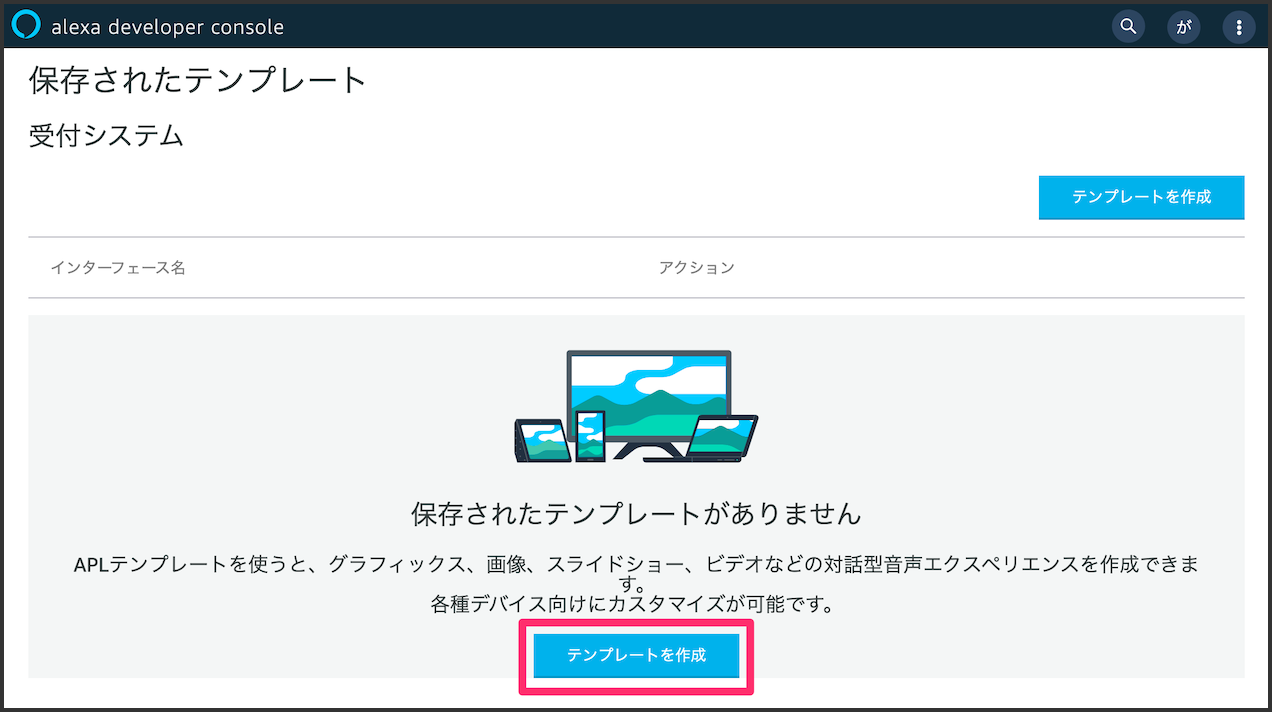 alexa developer console
が
保存されたテンプレート
受付システム
テンプレートを作成
インターフェース名
アクション
保存されたテンプレートがありません
APLテンプレートを使うと、グラフィックス、画像、スライドショー、ビデオなどの対話型音声エクスペリエンスを作成できま
す。
各種デバイス向けにカスタマイズが可能です。
テンプレートを作成